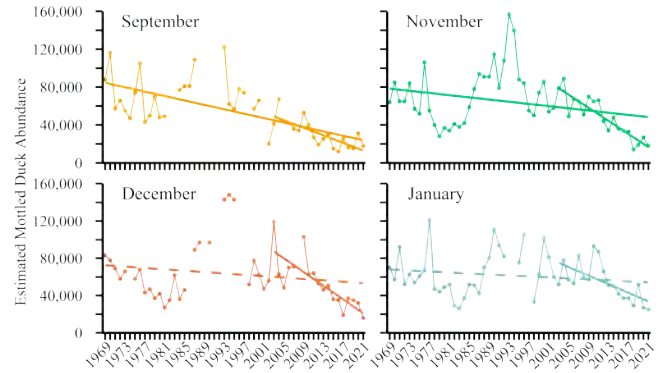 September
November
160,000
120,000
80,000
40,000
0
December
January
160,000
120,000
80,000
40,000
0
Estimated Mottled Duck Abundance
1969 1973 1977 1981 1985 1989 1993 1997 2001 2005 2009 2013 2017 2021
1969 1973 1977 1981 1985 1989 1993 1997 2001 2005 2009 2013 2017 2021